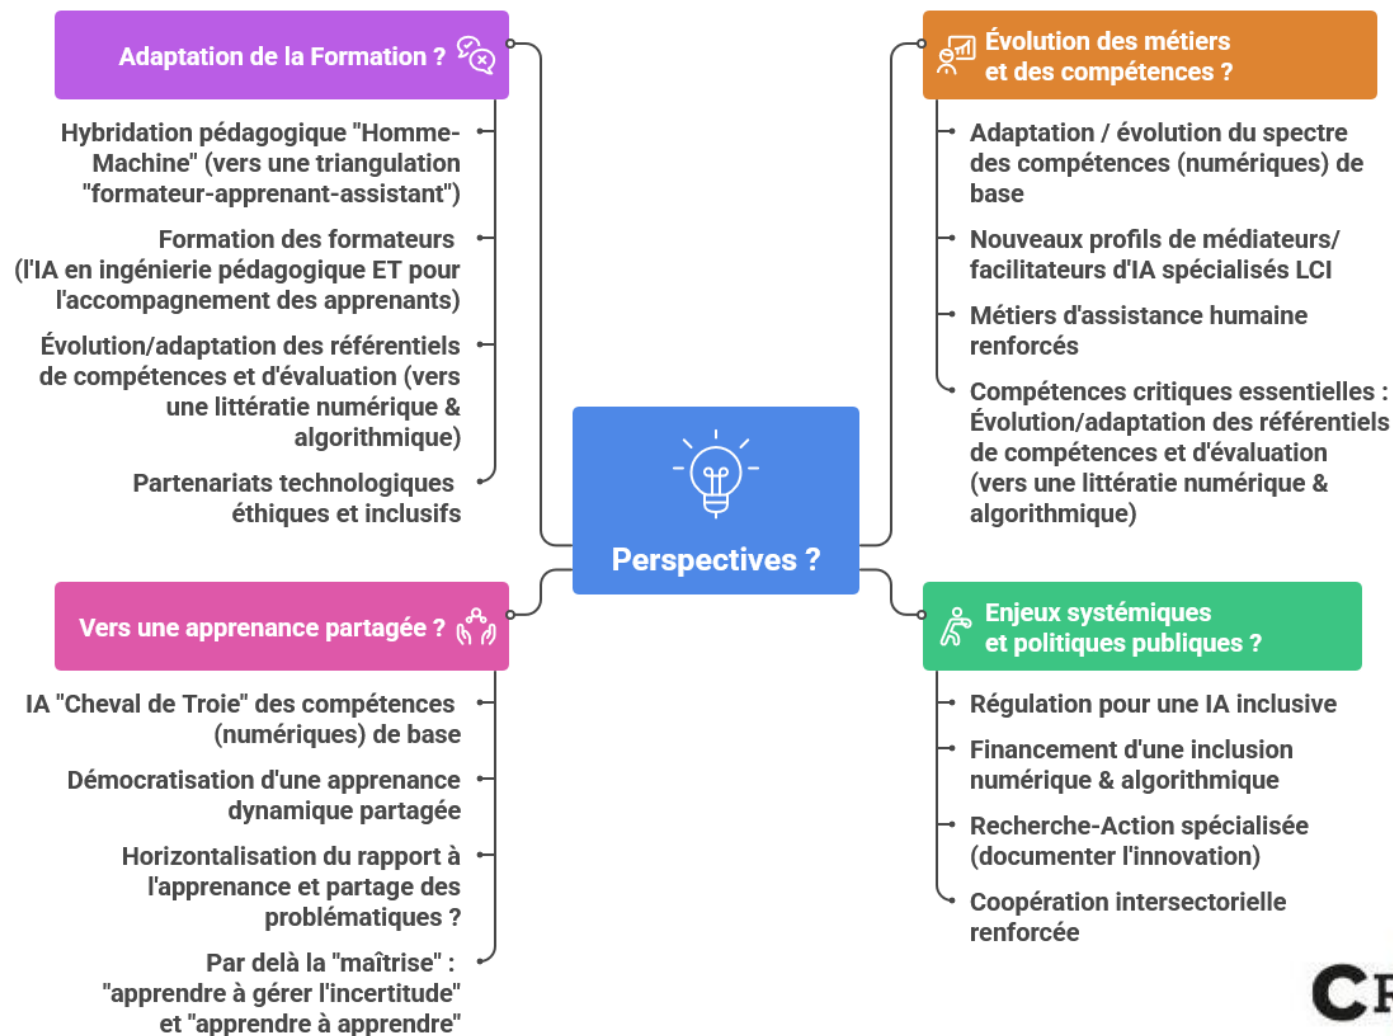 Adaptation de la Formation ?
Hybridation pédagogique "Homme-
Machine" (vers une triangulation
"formateur-apprenant-assistant")
Formation des formateurs
(l'IA en ingénierie pédagogique ET pour
l'accompagnement des apprenants)
Évolution/adaptation des référentiels
de compétences et d'évaluation (vers
une littératie numérique &
algorithmique)
Partenariats technologiques
éthiques et inclusifs
Évolution des métiers
et des compétences ?
Adaptation / évolution du spectre
des compétences (numériques) de
base
Nouveaux profils de médiateurs/
facilitateurs d'IA spécialisés LCI
Métiers d'assistance humaine
renforcés
Compétences critiques essentielles :
Évolution/adaptation des référentiels
de compétences et d'évaluation
(vers une littératie numérique &
algorithmique)
Perspectives ?
Vers une apprenance partagée ?
IA "Cheval de Troie" des compétences
(numériques) de base
Démocratisation d'une apprenance
dynamique partagée
Horizontalisation du rapport à
l'apprenance et partage des
problématiques ?
Par delà la "maîtrise" :
"apprendre à gérer l'incertitude"
et "apprendre à apprendre"
Enjeux systémiques
et politiques publiques ?
Régulation pour une IA inclusive
Financement d'une inclusion
numérique & algorithmique
Recherche-Action spécialisée
(documenter l'innovation)
Coopération intersectorielle
renforcée